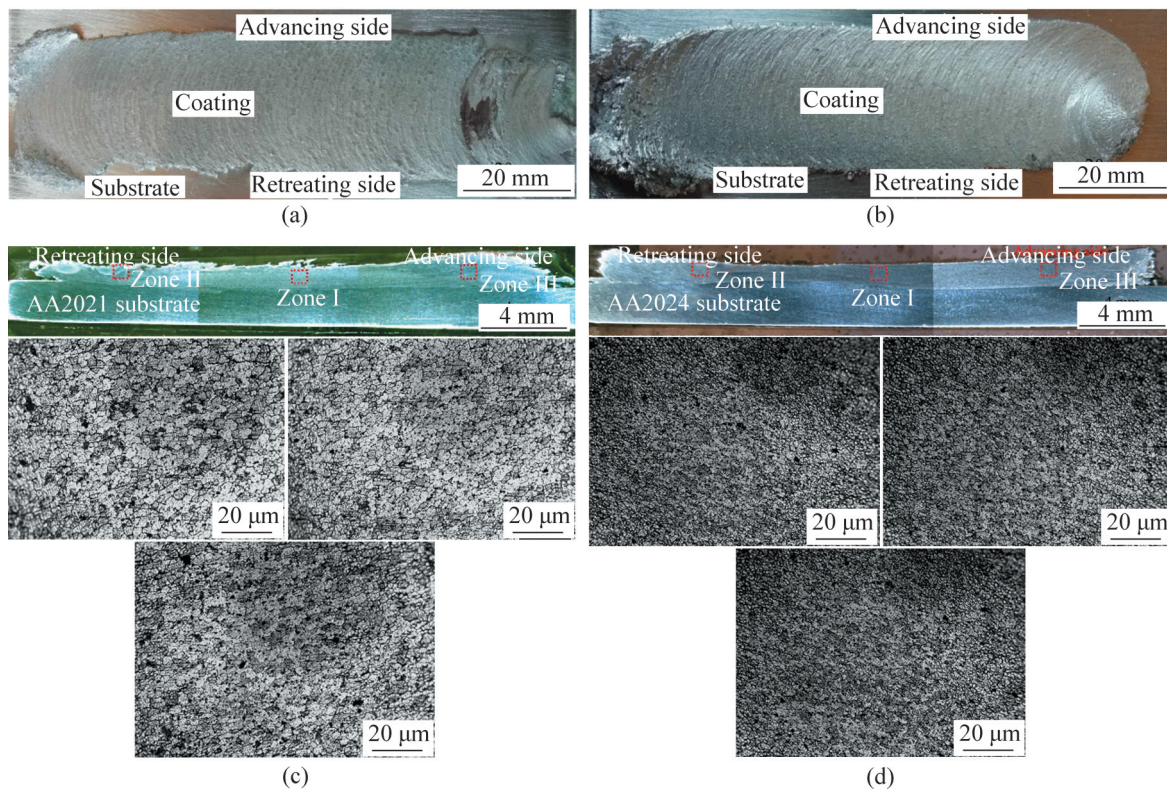 Advancing side
Coating
Substrate
Retreating side
20 mm
(a)
Advancing side
Coating
Substrate
Retreating side
20 mm
(b)
Retreating side
Advancing side
Zone II
Zone I
Zone III
AA2021 substrate
4 mm
20 μm
20 μm
20 μm
(c)
Retreating side
Advancing side
Zone II
Zone I
Zone III
AA2024 substrate
4 mm
20 μm
20 μm
20 μm
(d)